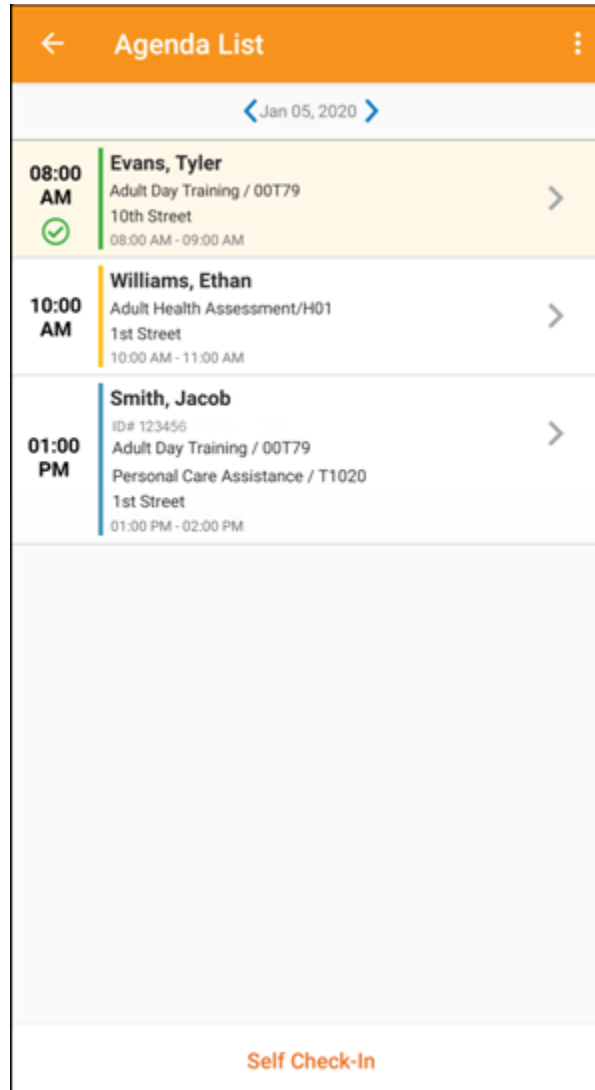 Agenda List
Jan 05, 2020
08:00
AM
Evans, Tyler
Adult Day Training / 00T79
10th Street
08:00 AM - 09:00 AM
10:00
AM
Williams, Ethan
Adult Health Assessment/H01
1st Street
10:00 AM - 11:00 AM
01:00
PM
Smith, Jacob
ID# 123456
Adult Day Training / 00T79
Personal Care Assistance / T1020
1st Street
01:00 PM - 02:00 PM
Self Check-In